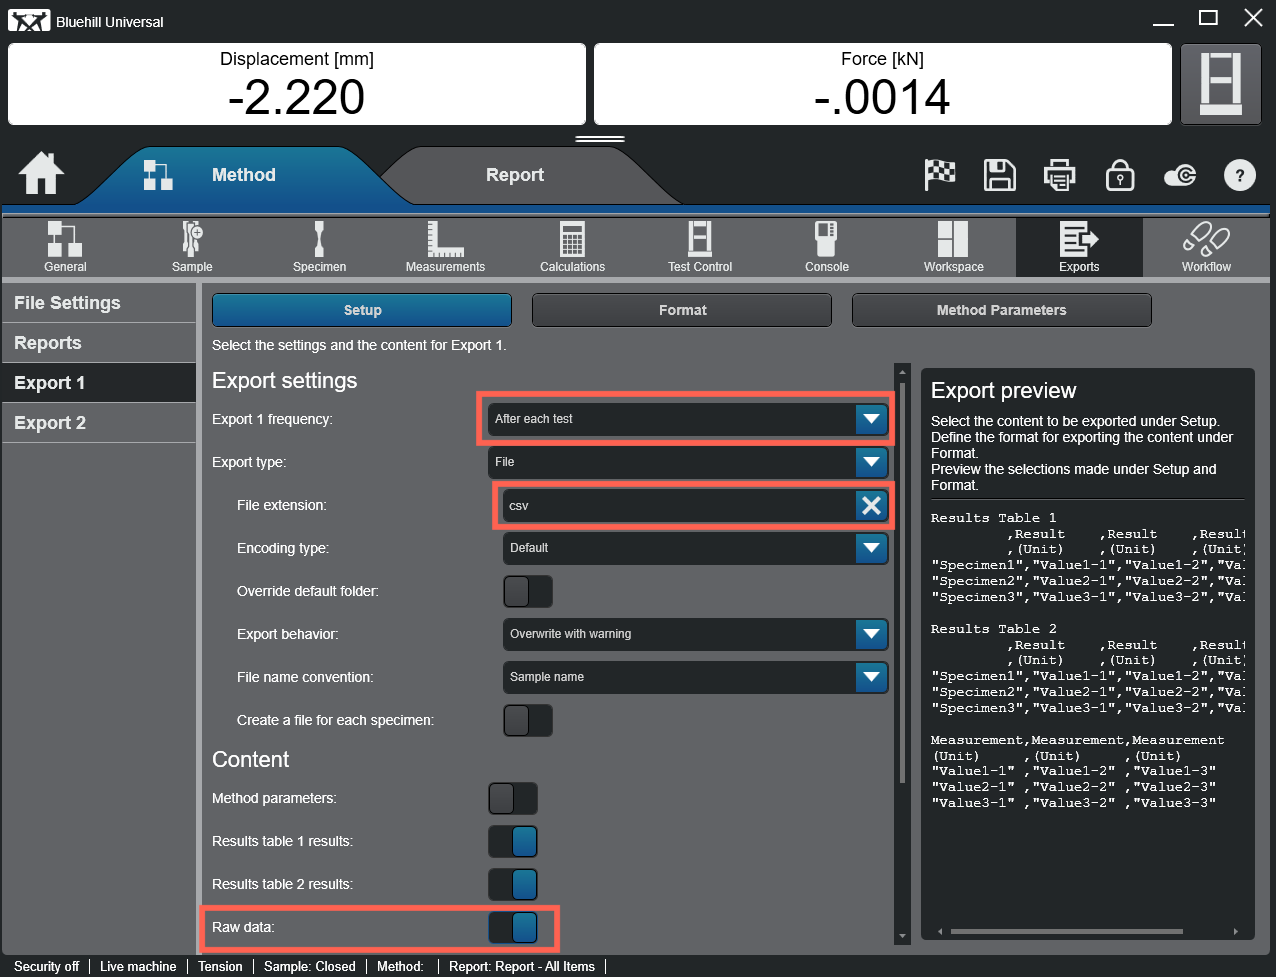 Bluehill Universal
Displacement [mm]
-2.220
Force [kN]
-.0014
Method
Report
General
Sample
Specimen
Measurements
Calculations
Test Control
Console
Workspace
Exports
Workflow
File Settings
Reports
Export 1
Export 2
Setup
Format
Method Parameters
Select the settings and the content for Export 1.
Export settings
Export 1 frequency:
After each test
Export type:
File
File extension:
csv
Encoding type:
Default
Override default folder:
Export behavior:
Overwrite with warning
File name convention:
Sample name
Create a file for each specimen:
Content
Method parameters:
Results table 1 results:
Results table 2 results:
Raw data:
Export preview
Select the content to be exported under Setup.
Define the format for exporting the content under
Format.
Preview the selections made under Setup and
Format.
Results Table 1
,Result ,Result ,Result
,(Unit) ,(Unit) ,(Unit)
"Specimen1","Value1-1","Value1-2","Val
"Specimen2","Value2-1","Value2-2","Val
"Specimen3","Value3-1","Value3-2","Val
Results Table 2
,Result ,Result ,Result
,(Unit) ,(Unit) ,(Unit)
"Specimen1","Value1-1","Value1-2","Val
"Specimen2","Value2-1","Value2-2","Val
"Specimen3","Value3-1","Value3-2","Val
Measurement,Measurement,Measurement
(Unit) ,(Unit) ,(Unit)
"Value1-1" ,"Value1-2" ,"Value1-3"
"Value2-1" ,"Value2-2" ,"Value2-3"
"Value3-1" ,"Value3-2" ,"Value3-3"
Security off | Live machine | Tension | Sample: Closed | Method: | Report: Report - All Items |